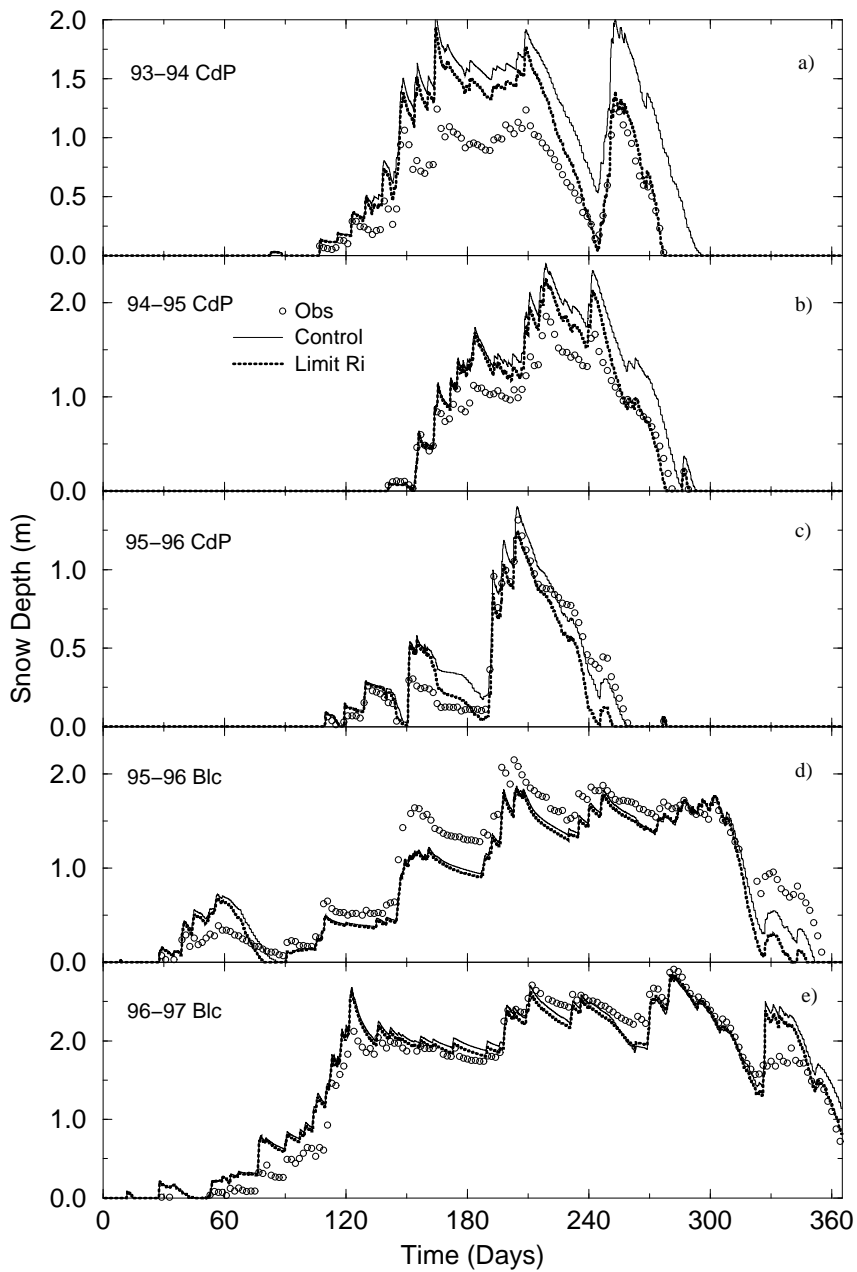 2.0
93−94 CdP
a)
1.5
1.0
0.5
0.0
94−95 CdP
b)
2.0
Obs
Control
Limit Ri
1.0
0.0
95−96 CdP
c)
1.0
0.5
0.0
Snow Depth (m)
95−96 Blc
d)
2.0
1.0
0.0
96−97 Blc
e)
3.0
2.0
1.0
0.0
0 60 120 180 240 300 360
Time (Days)